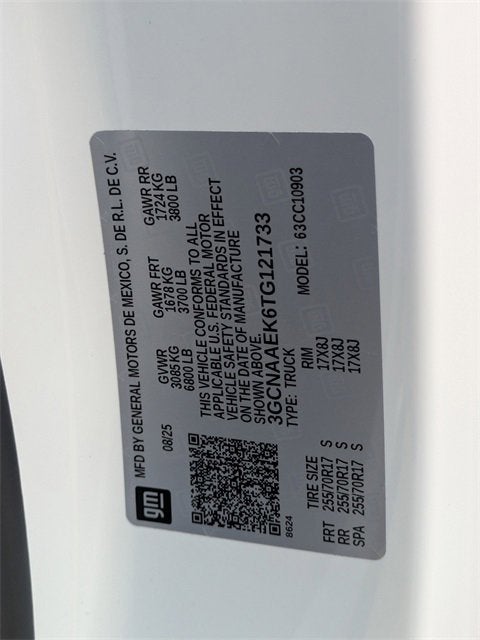 gm
MFD BY GENERAL MOTORS DE MEXICO, S. DE R.L. DE C.V.
08/25
GVWR
3085 KG
6800 LB
GAWR FRT
1678 KG
3700 LB
GAWR RR
1724 KG
3800 LB
THIS VEHICLE CONFORMS TO ALL
APPLICABLE U.S. FEDERAL MOTOR
VEHICLE SAFETY STANDARDS IN EFFECT
ON THE DATE OF MANUFACTURE
SHOWN ABOVE.
3GCNAAEK6TG121733
TYPE: TRUCK MODEL: 63CC10903
8624
TIRE SIZE RIM
FRT 255/70R17 S 17X8J
RR 255/70R17 S 17X8J
SPA 255/70R17 S 17X8J